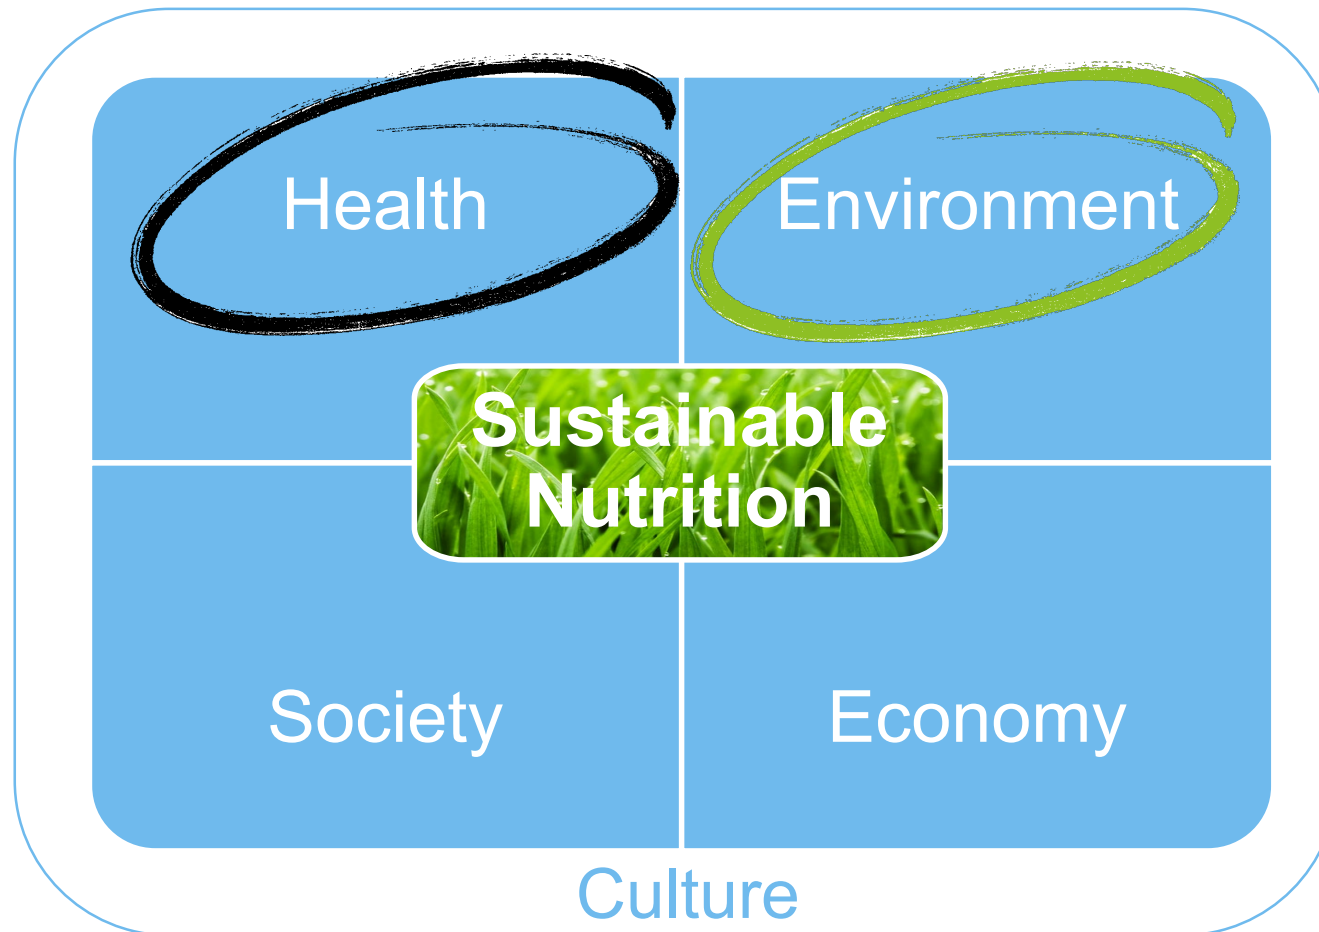 Health
Environment
Sustainable
Nutrition
Society
Economy
Culture